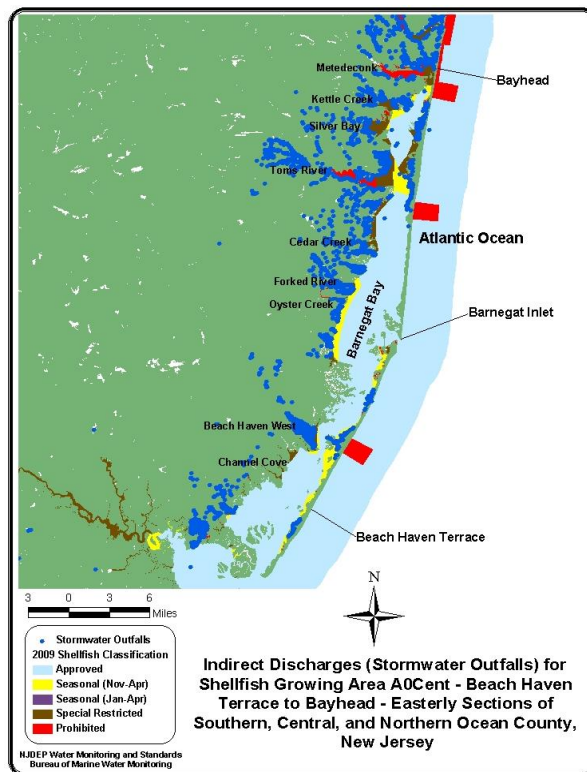 Metedeconk
Bayhead
Kettle Creek
Silver Bay
Toms River
Atlantic Ocean
Cedar Creek
Forked River
Oyster Creek
Barnegat Bay
Barnegat Inlet
Beach Haven West
Channel Cove
Beach Haven Terrace
N
3 0 3 6
Miles
Stormwater Outfalls
2009 Shellfish Classification
Approved
Seasonal (Nov-Apr)
Seasonal (Jan-Apr)
Special Restricted
Prohibited
NJDEP Water Monitoring and Standards
Bureau of Marine Water Monitoring
Indirect Discharges (Stormwater Outfalls) for
Shellfish Growing Area A0Cent - Beach Haven
Terrace to Bayhead - Easterly Sections of
Southern, Central, and Northern Ocean County,
New Jersey